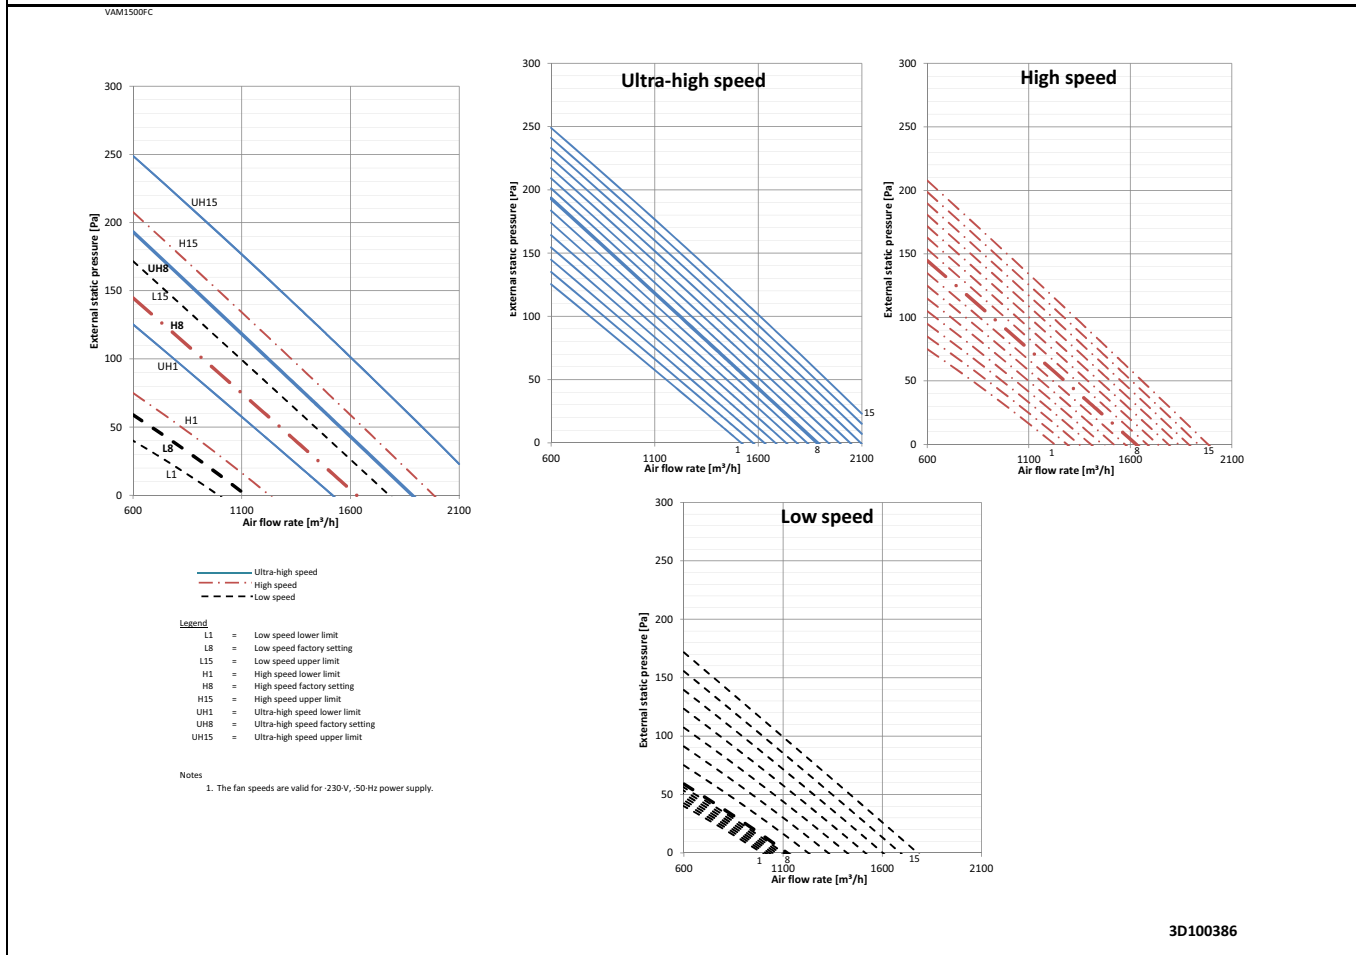 VAM1500FC
300
250
200
150
100
50
0
External static pressure [Pa]
UH15
H15
UH8
L15
H8
UH1
H1
L8
L1
600 1100 1600 2100
Air flow rate [m³/h]
Ultra-high speed
300
250
200
150
100
50
0
External static pressure [Pa]
15
1 8
600 1100 1600 2100
Air flow rate [m³/h]
High speed
300
250
200
150
100
50
0
External static pressure [Pa]
1 8 15
600 1100 1600 2100
Air flow rate [m³/h]
Low speed
300
250
200
150
100
50
0
External static pressure [Pa]
1 8 15
600 1100 1600 2100
Air flow rate [m³/h]
Ultra-high speed
High speed
Low speed
Legend
L1 = Low speed lower limit
L8 = Low speed factory setting
L15 = Low speed upper limit
H1 = High speed lower limit
H8 = High speed factory setting
H15 = High speed upper limit
UH1 = Ultra-high speed lower limit
UH8 = Ultra-high speed factory setting
UH15 = Ultra-high speed upper limit
Notes
1. The fan speeds are valid for ·230·V, ·50·Hz power supply.
3D100386